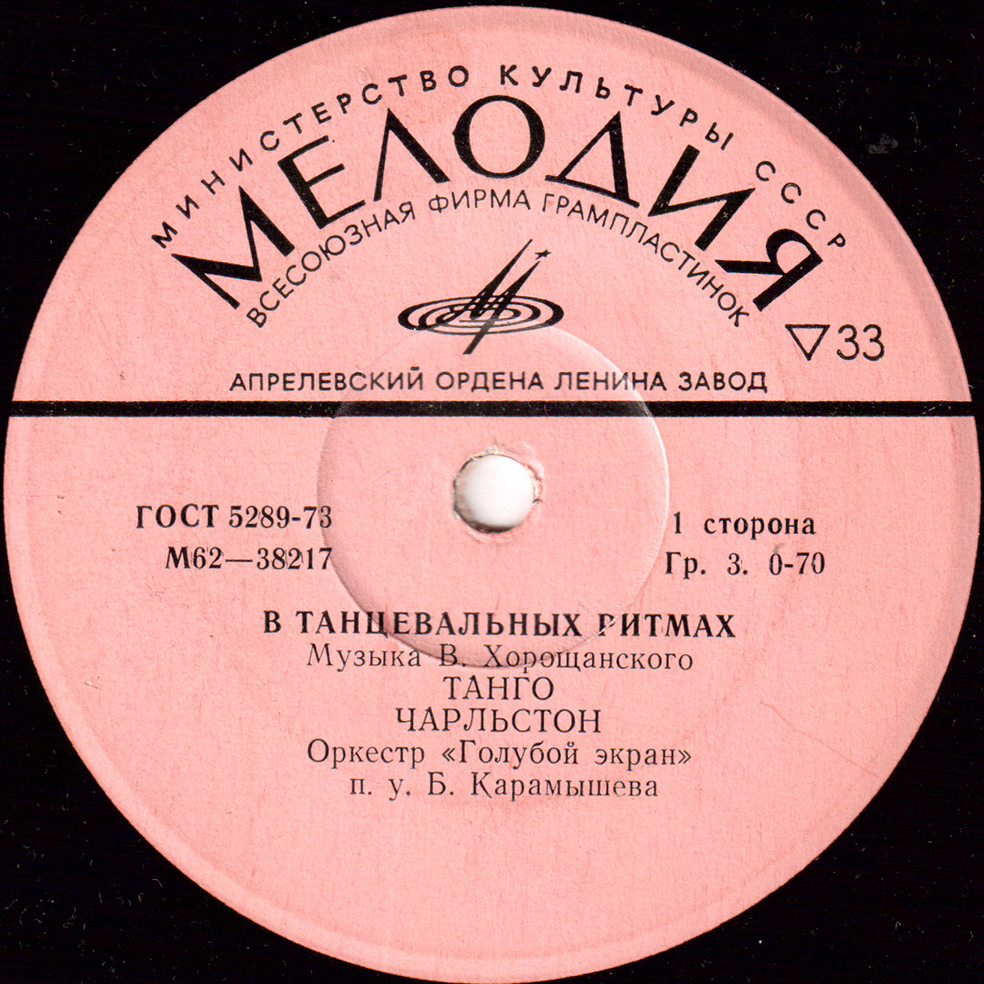 МИНИСТЕРСТВО КУЛЬТУРЫ СССР
МЕЛОДИЯ
ВСЕСОЮЗНАЯ ФИРМА ГРАМПЛАСТИНОК
33
АПРЕЛЕВСКИЙ ОРДЕНА ЛЕНИНА ЗАВОД
ГОСТ 5289-73
М62—38217
1 сторона
Гр. 3. 0-70
В ТАНЦЕВАЛЬНЫХ РИТМАХ
Музыка В. Хорощанского
ТАНГО
ЧАРЛЬСТОН
Оркестр «Голубой экран»
п. у. Б. Карамышева